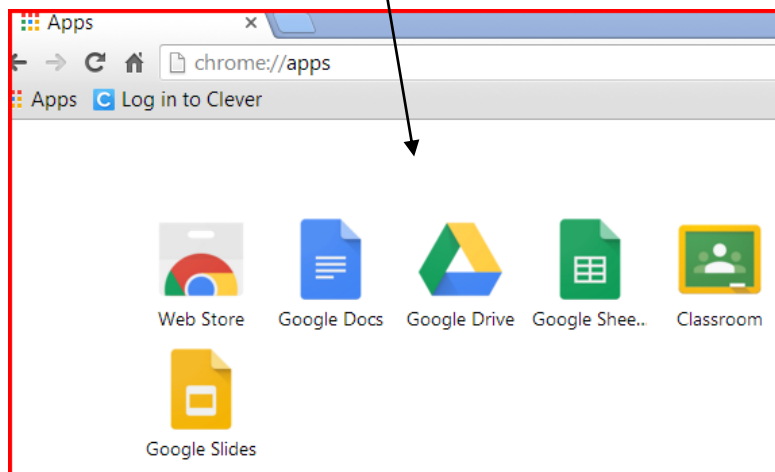 Apps
chrome://apps
Apps Log in to Clever
Web Store Google Docs Google Drive Google Shee.. Classroom
Google Slides